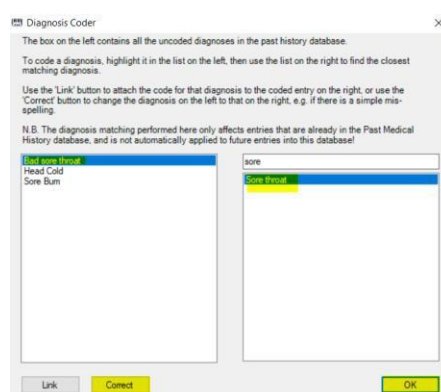 Diagnosis Coder
The box on the left contains all the uncoded diagnoses in the past history database.
To code a diagnosis, highlight it in the list on the left, then use the list on the right to find the closest
matching diagnosis.
Use the 'Link' button to attach the code for that diagnosis to the coded entry on the right, or use the
'Correct' button to change the diagnosis on the left to that on the right, e.g. if there is a simple mis-
spelling.
N.B. The diagnosis matching performed here only affects entries that are already in the Past Medical
History database, and is not automatically applied to future entries into this database!
sore
Bad sore throat
Head Cold
Sore Bum
Sore throat
Link
Correct
OK